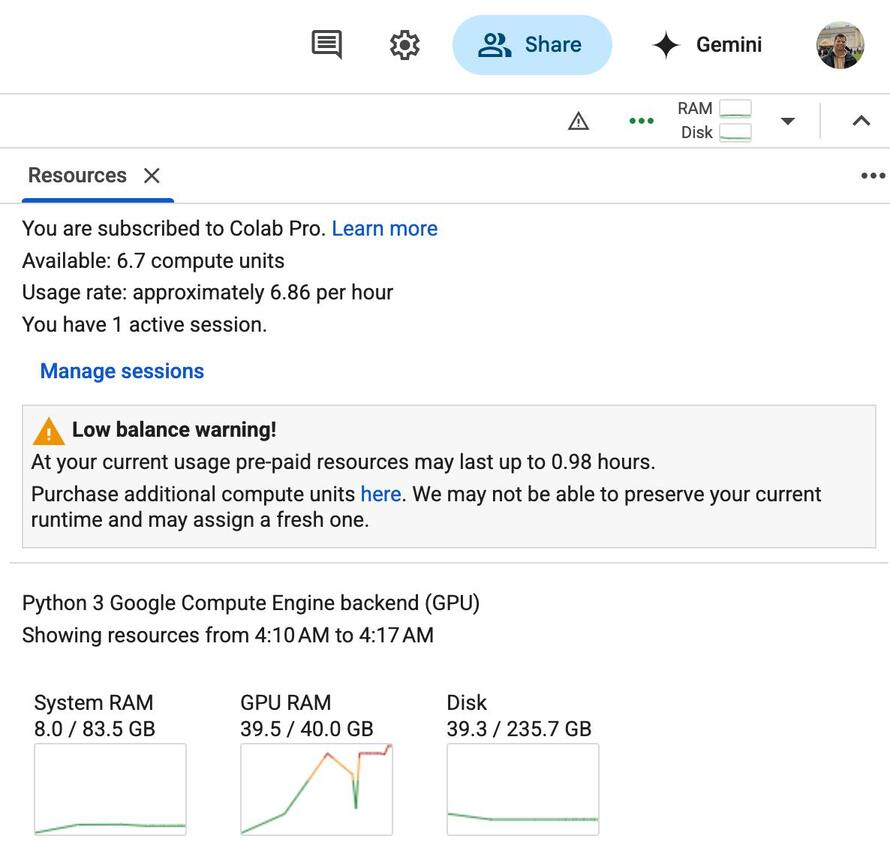 Share
Gemini
RAM
Disk
Resources
You are subscribed to Colab Pro. Learn more
Available: 6.7 compute units
Usage rate: approximately 6.86 per hour
You have 1 active session.
Manage sessions
Low balance warning!
At your current usage pre-paid resources may last up to 0.98 hours.
Purchase additional compute units here. We may not be able to preserve your current
runtime and may assign a fresh one.
Python 3 Google Compute Engine backend (GPU)
Showing resources from 4:10 AM to 4:17 AM
System RAM
8.0 / 83.5 GB
GPU RAM
39.5 / 40.0 GB
Disk
39.3 / 235.7 GB